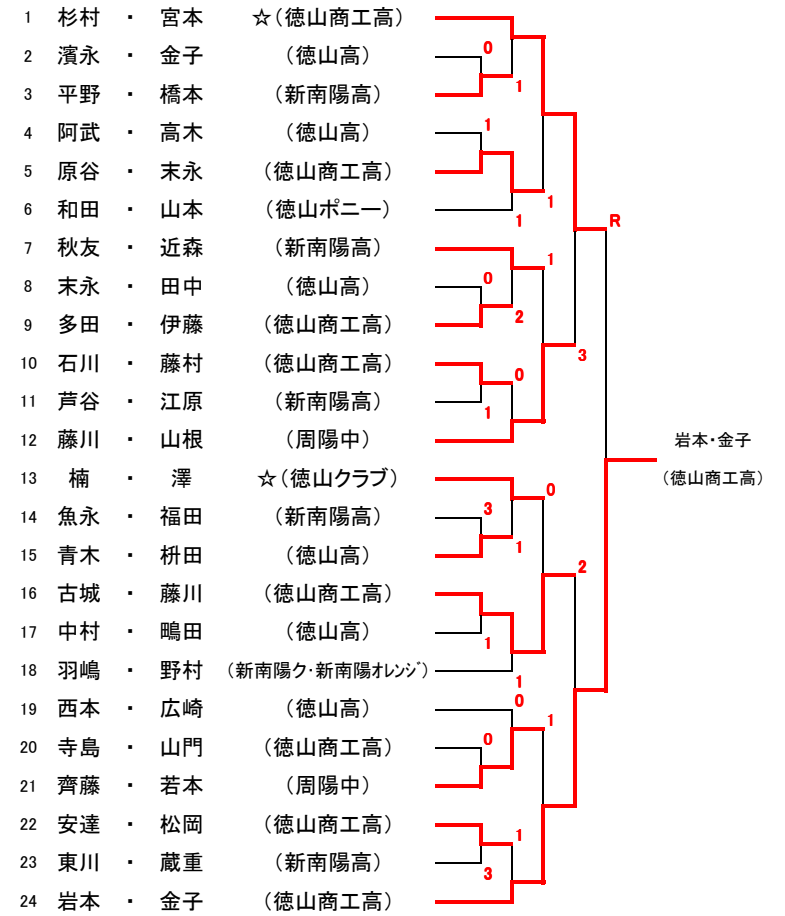 1 杉村 ・ 宮本 ☆(徳山商工高)
2 濱永 ・ 金子 (徳山高) 0
3 平野 ・ 橋本 (新南陽高) 1
4 阿武 ・ 高木 (徳山高) 1
5 原谷 ・ 末永 (徳山商工高) 1
6 和田 ・ 山本 (徳山ポニー) 1 R
7 秋友 ・ 近森 (新南陽高) 1
8 末永 ・ 田中 (徳山高) 0
9 多田 ・ 伊藤 (徳山商工高) 2
3
10 石川 ・ 藤村 (徳山商工高) 0
11 芦谷 ・ 江原 (新南陽高) 1
12 藤川 ・ 山根 (周陽中) 岩本・金子
13 楠 ・ 澤 ☆(徳山クラブ) 0 (徳山商工高)
14 魚永 ・ 福田 (新南陽高) 3
15 青木 ・ 枡田 (徳山高) 1 2
16 古城 ・ 藤川 (徳山商工高)
17 中村 ・ 鴫田 (徳山高) 1
18 羽嶋 ・ 野村 (新南陽ク・新南陽オレンジ) 1
19 西本 ・ 広崎 (徳山高) 0 1
20 寺島 ・ 山門 (徳山商工高) 0
21 齊藤 ・ 若本 (周陽中)
22 安達 ・ 松岡 (徳山商工高) 1
23 東川 ・ 蔵重 (新南陽高) 3
24 岩本 ・ 金子 (徳山商工高)